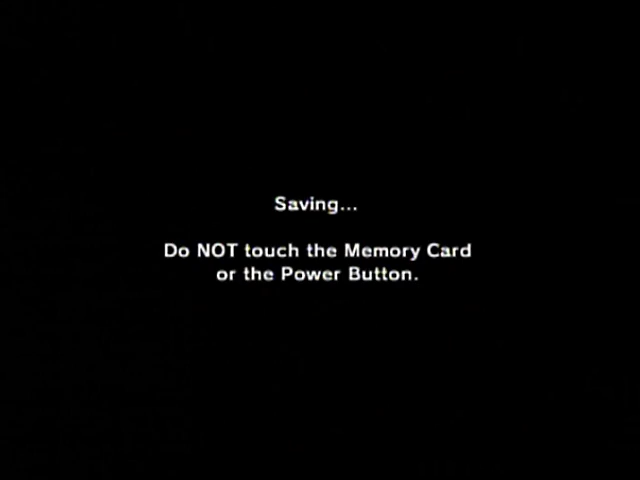 Saving...
Do NOT touch the Memory Card
or the Power Button.